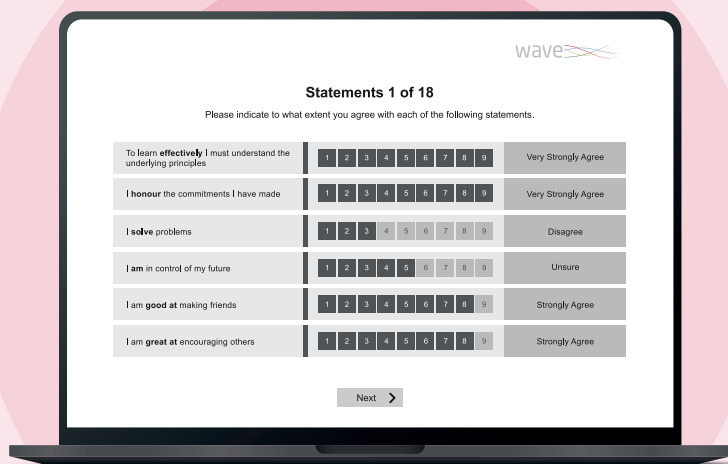 wave
Statements 1 of 18
Please indicate to what extent you agree with each of the following statements.
To learn effectively I must understand the
underlying principles
1 2 3 4 5 6 7 8 9
Very Strongly Agree
I honour the commitments I have made
1 2 3 4 5 6 7 8 9
Very Strongly Agree
I solve problems
1 2 3 4 5 6 7 8 9
Disagree
I am in control of my future
1 2 3 4 5 6 7 8 9
Unsure
I am good at making friends
1 2 3 4 5 6 7 8 9
Strongly Agree
I am great at encouraging others
1 2 3 4 5 6 7 8 9
Strongly Agree
Next